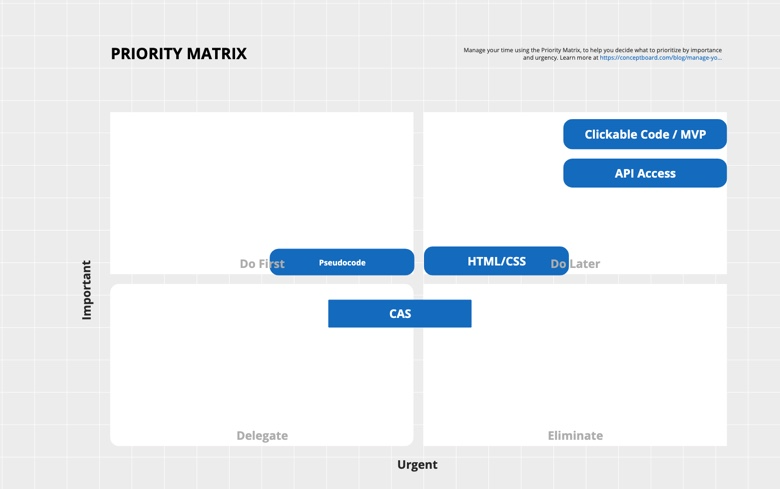 PRIORITY MATRIX
Manage your time using the Priority Matrix, to help you decide what to prioritize by importance
and urgency. Learn more at https://conceptboard.com/blog/manage-yo...
Clickable Code / MVP
API Access
Do First
Pseudocode
HTML/CSS
Do Later
Important
CAS
Delegate
Eliminate
Urgent